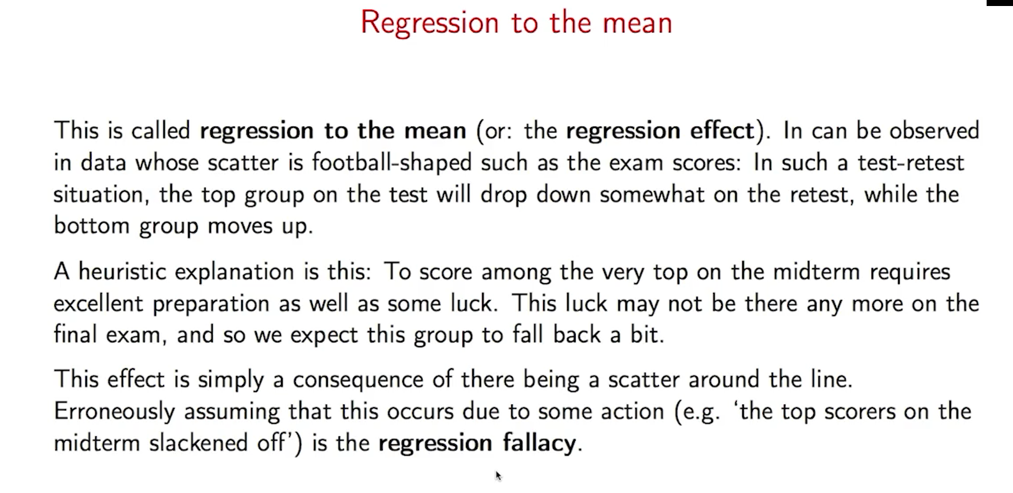 Regression to the mean
This is called regression to the mean (or: the regression effect). In can be observed
in data whose scatter is football-shaped such as the exam scores: In such a test-retest
situation, the top group on the test will drop down somewhat on the retest, while the
bottom group moves up.
A heuristic explanation is this: To score among the very top on the midterm requires
excellent preparation as well as some luck. This luck may not be there any more on the
final exam, and so we expect this group to fall back a bit.
This effect is simply a consequence of there being a scatter around the line.
Erroneously assuming that this occurs due to some action (e.g. ‘the top scorers on the
midterm slackened off’) is the regression fallacy.